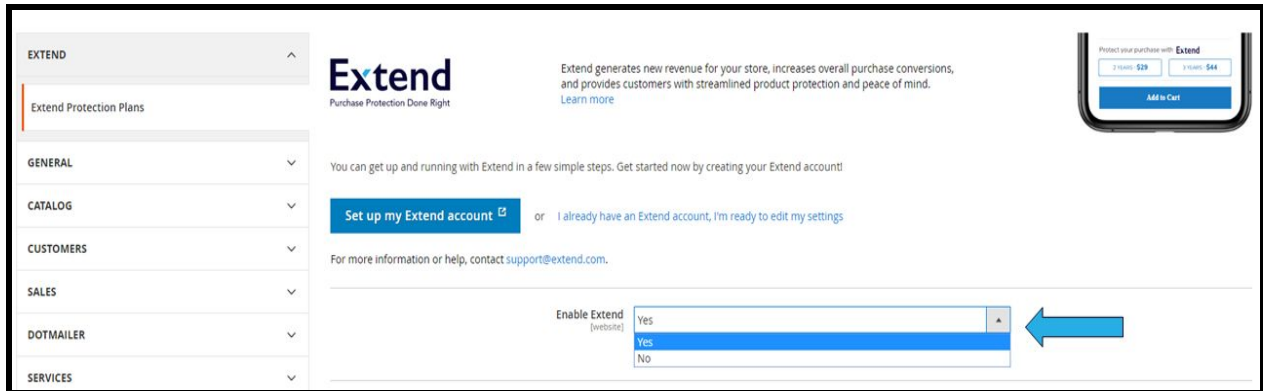 EXTEND
Extend Protection Plans
GENERAL
CATALOG
CUSTOMERS
SALES
DOTMAILER
SERVICES
Extend
Purchase Protection Done Right
Extend generates new revenue for your store, increases overall purchase conversions,
and provides customers with streamlined product protection and peace of mind.
Learn more
Protect your purchase with Extend
2 YEARS $29 3 YEARS $44
Add to Cart
You can get up and running with Extend in a few simple steps. Get started now by creating your Extend account!
Set up my Extend account or I already have an Extend account, I'm ready to edit my settings
For more information or help, contact support@extend.com.
Enable Extend Yes
[website]
Yes
No